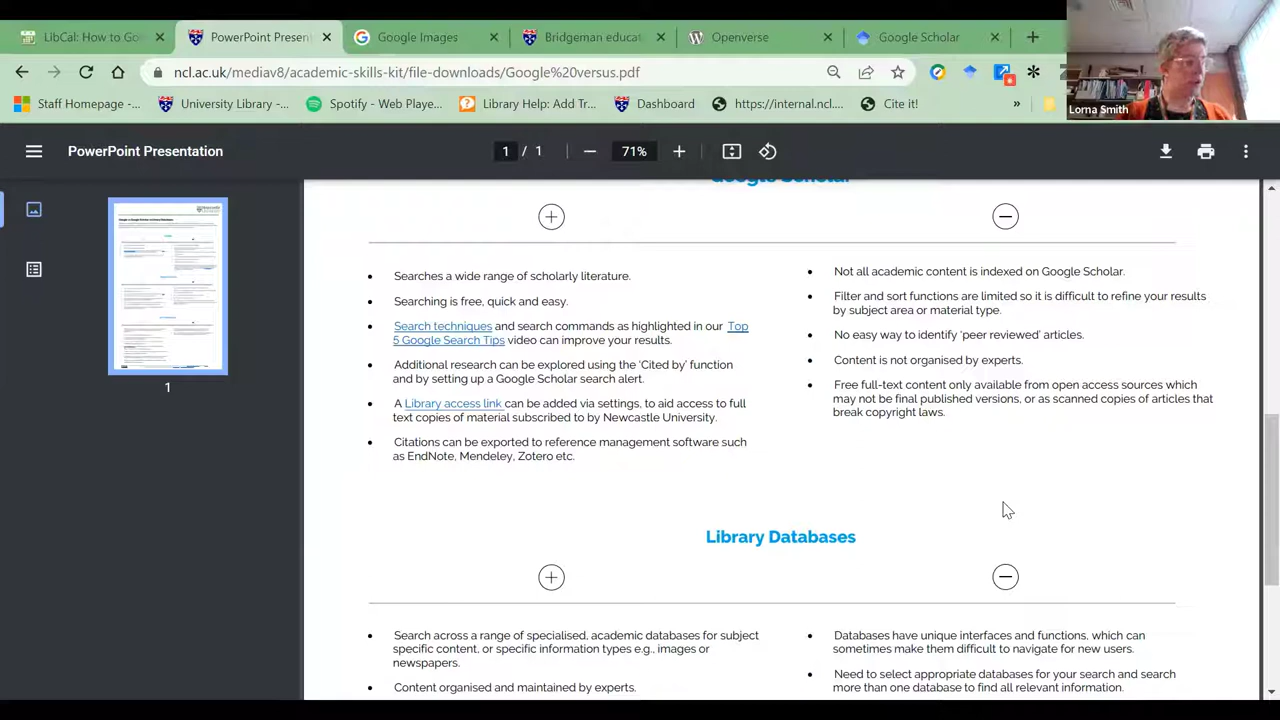 LibCal: How to Go
PowerPoint Presen
Google Images
Bridgeman educat
Openverse
Google Scholar
ncl.ac.uk/mediav8/academic-skills-kit/file-downloads/Google%20versus.pdf
Lorna Smith
Staff Homepage -...
University Library -...
Spotify - Web Playe...
Library Help: Add Tr...
Dashboard
https://internal.ncl....
Cite it!
»
PowerPoint Presentation
1 / 1
71%
1
Google Scholar
Searches a wide range of scholarly literature.
Searching is free, quick and easy.
Search techniques and search commands as highlighted in our Top
5 Google Search Tips video can improve your results.
Additional research can be explored using the 'Cited by' function
and by setting up a Google Scholar search alert.
A Library access link can be added via settings, to aid access to full
text copies of material subscribed to by Newcastle University.
Citations can be exported to reference management software such
as EndNote, Mendeley, Zotero etc.
Not all academic content is indexed on Google Scholar.
Filter and sort functions are limited so it is difficult to refine your results
by subject area or material type.
easy way to identify 'peer reviewed' articles.
Content is not organised by experts.
Free full-text content only available from open access sources which
may not be final published versions, or as scanned copies of articles that
break copyright laws.
Library Databases
Search across a range of specialised, academic databases for subject
specific content, or specific information types e.g., images or
newspapers.
Content organised and maintained by experts.
Databases have unique interfaces and functions, which can
sometimes make them difficult to navigate for new users.
Need to select appropriate databases for your search and search
more than one database to find all relevant information.